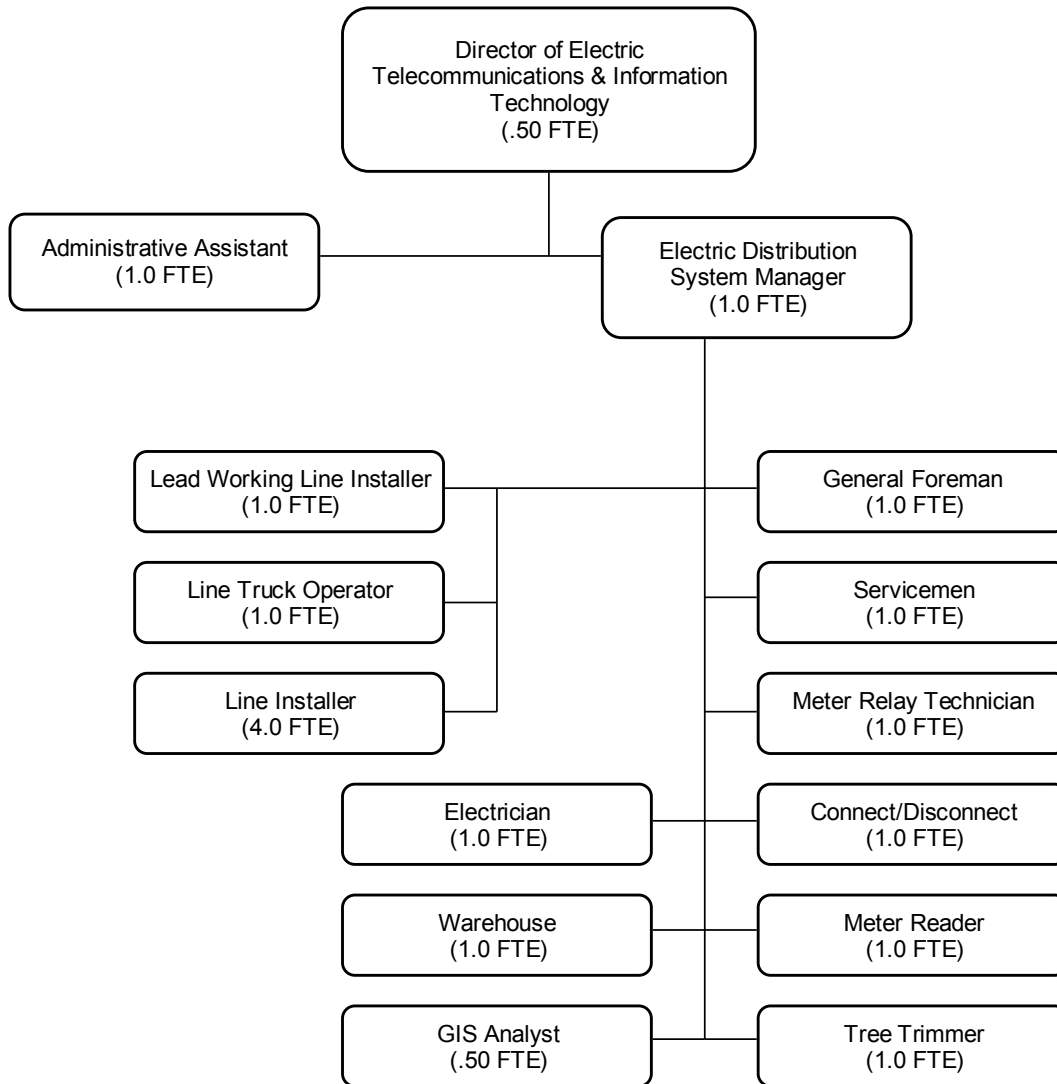 Director of Electric
Telecommunications & Information
Technology
(.50 FTE)
Administrative Assistant
(1.0 FTE)
Electric Distribution
System Manager
(1.0 FTE)
Lead Working Line Installer
(1.0 FTE)
General Foreman
(1.0 FTE)
Line Truck Operator
(1.0 FTE)
Servicemen
(1.0 FTE)
Line Installer
(4.0 FTE)
Meter Relay Technician
(1.0 FTE)
Electrician
(1.0 FTE)
Connect/Disconnect
(1.0 FTE)
Warehouse
(1.0 FTE)
Meter Reader
(1.0 FTE)
GIS Analyst
(.50 FTE)
Tree Trimmer
(1.0 FTE)